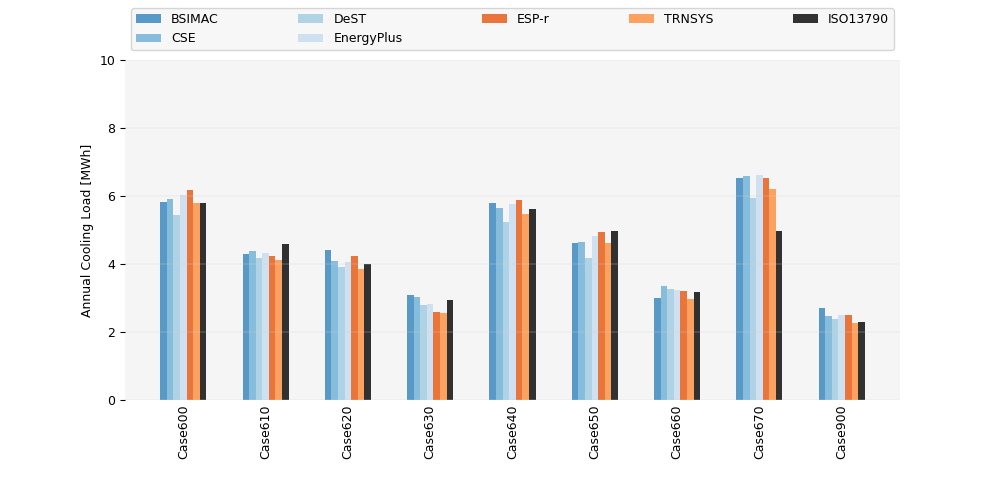 BSIMAC DeST ESP-r TRNSYS ISO13790
CSE EnergyPlus
Annual Cooling Load [MWh]
10
8
6
4
2
0
Case600 Case610 Case620 Case630 Case640 Case650 Case660 Case670 Case900